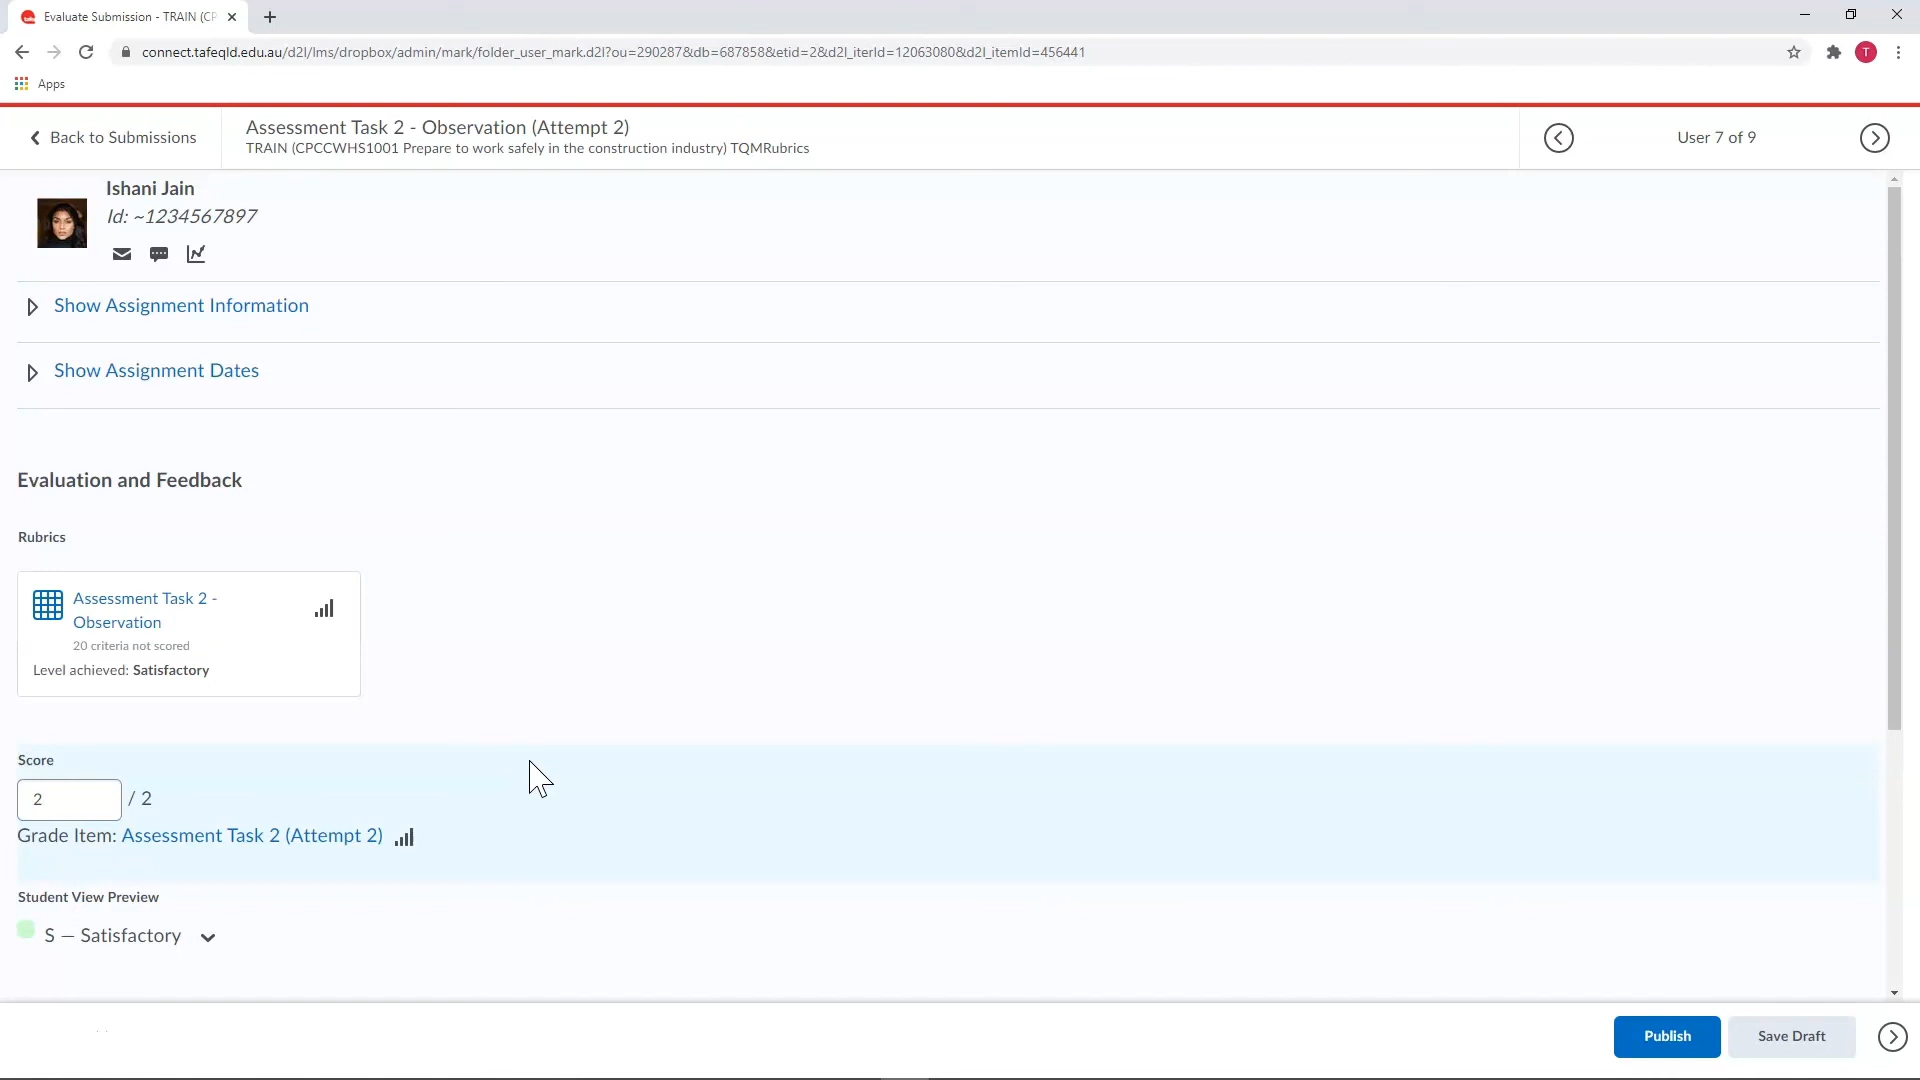 Evaluate Submission - TRAIN (CP
connect.tafeqld.edu.au/d2l/lms/dropbox/admin/mark/folder_user_mark.d2l?ou=290287&db=687858&etid=2&d2l_iterId=12063080&d2l_itemId=456441
T
Apps
Back to Submissions
Assessment Task 2 - Observation (Attempt 2)
TRAIN (CPCCWHS1001 Prepare to work safely in the construction industry) TQMRubrics
User 7 of 9
Ishani Jain
Id: ~1234567897
Show Assignment Information
Show Assignment Dates
Evaluation and Feedback
Rubrics
Assessment Task 2 -
Observation
20 criteria not scored
Level achieved: Satisfactory
Score
2 / 2
Grade Item: Assessment Task 2 (Attempt 2)
Student View Preview
S — Satisfactory
Publish
Save Draft